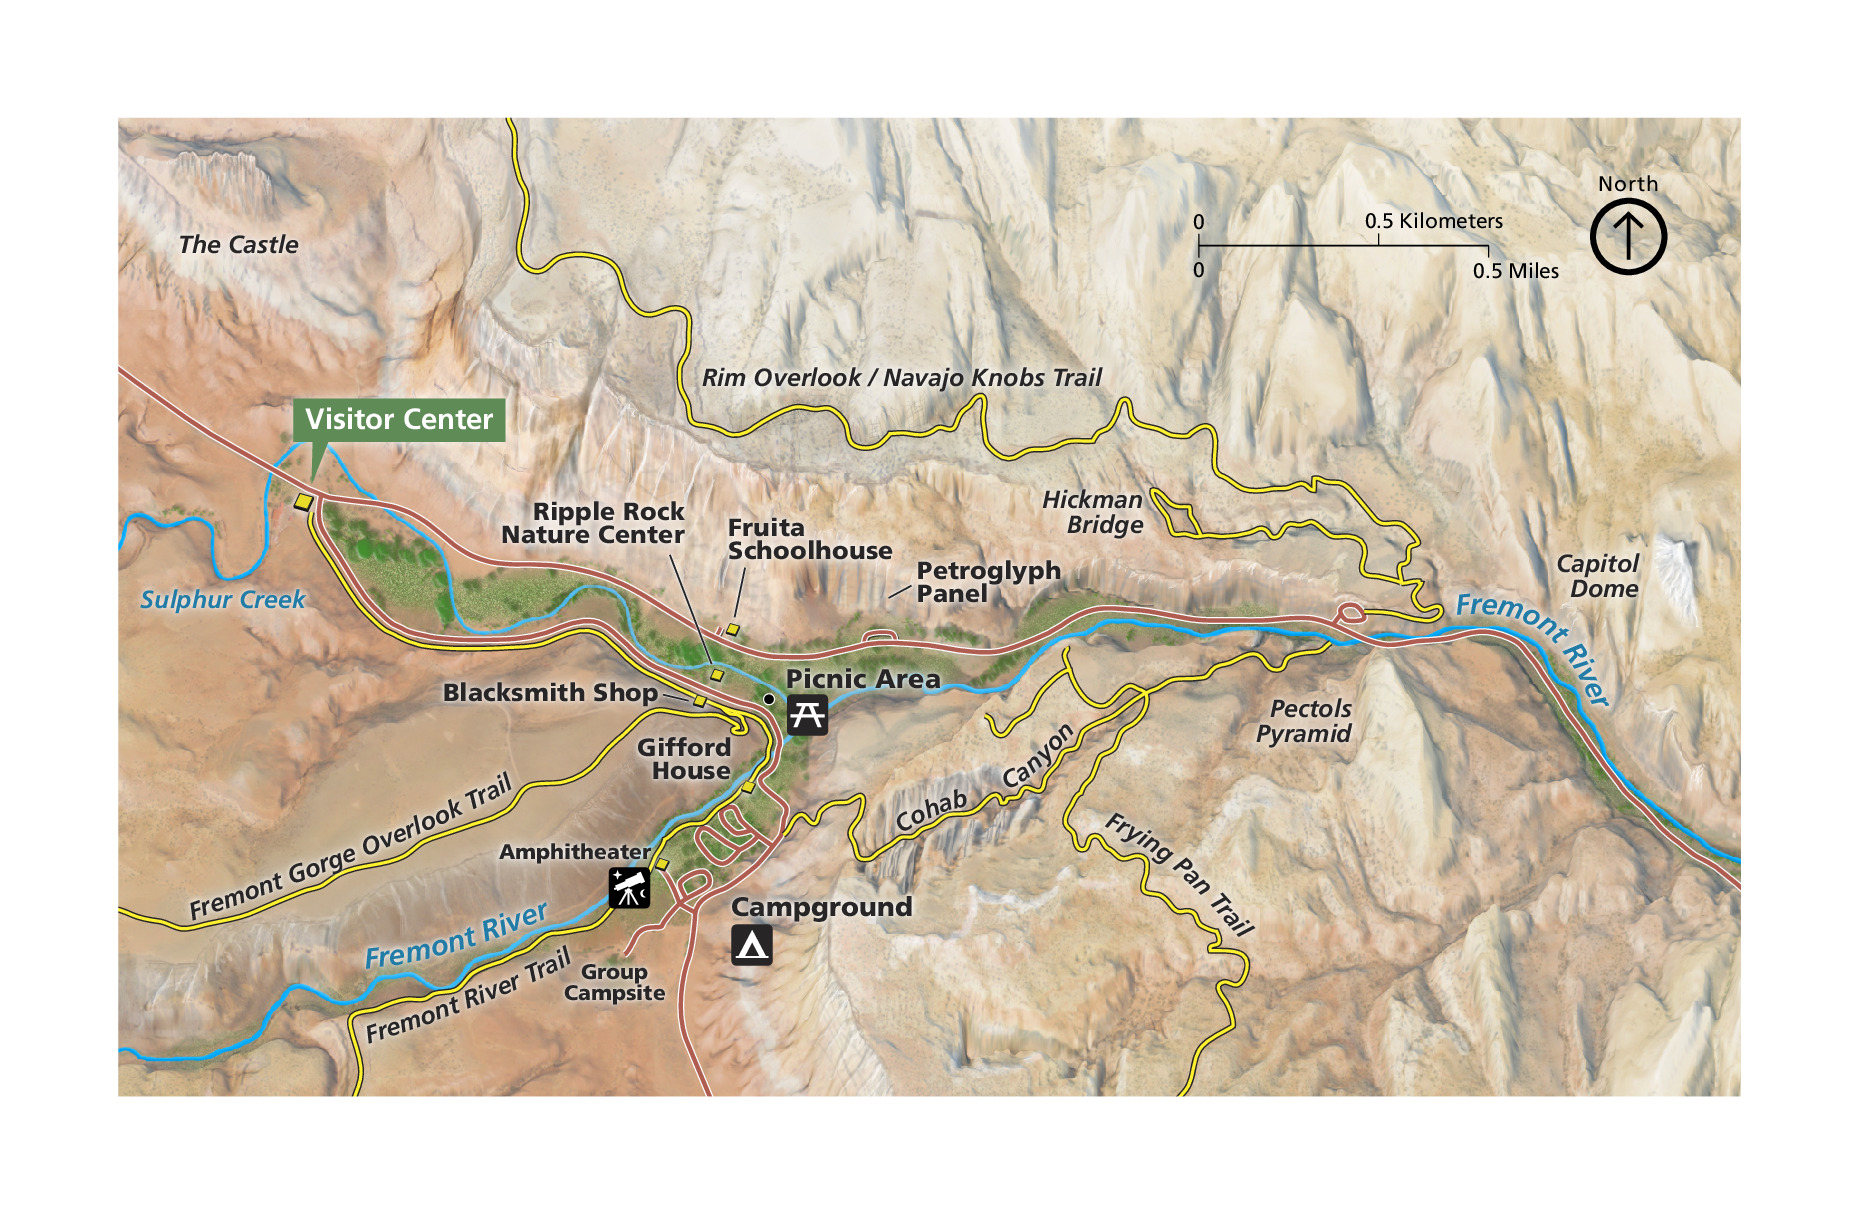 North
0
0.5 Kilometers
0
0.5 Miles
The Castle
Rim Overlook / Navajo Knobs Trail
Visitor Center
Hickman
Bridge
Ripple Rock
Nature Center
Fruita
Schoolhouse
Petroglyph
Panel
Capitol
Dome
Sulphur Creek
Fremont River
Picnic Area
Blacksmith Shop
Pectols
Pyramid
Gifford
House
Cohab Canyon
Fremont Gorge Overlook Trail
Amphitheater
Frying Pan Trail
Campground
Fremont River
Fremont River Trail
Group
Campsite